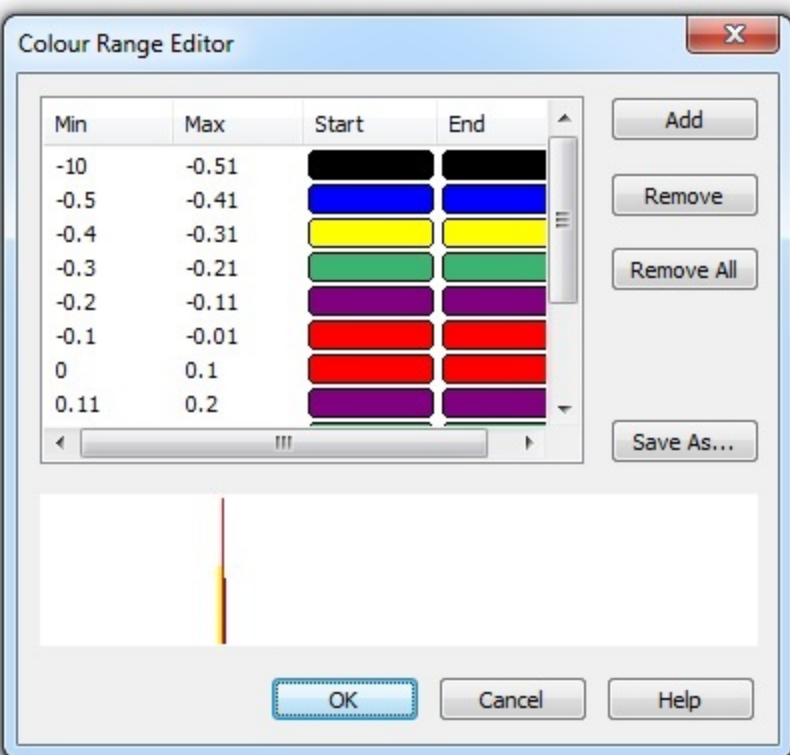 Colour Range Editor
Min Max Start End
-10 -0.51
-0.5 -0.41
-0.4 -0.31
-0.3 -0.21
-0.2 -0.11
-0.1 -0.01
0 0.1
0.11 0.2
Add
Remove
Remove All
Save As...
OK Cancel Help